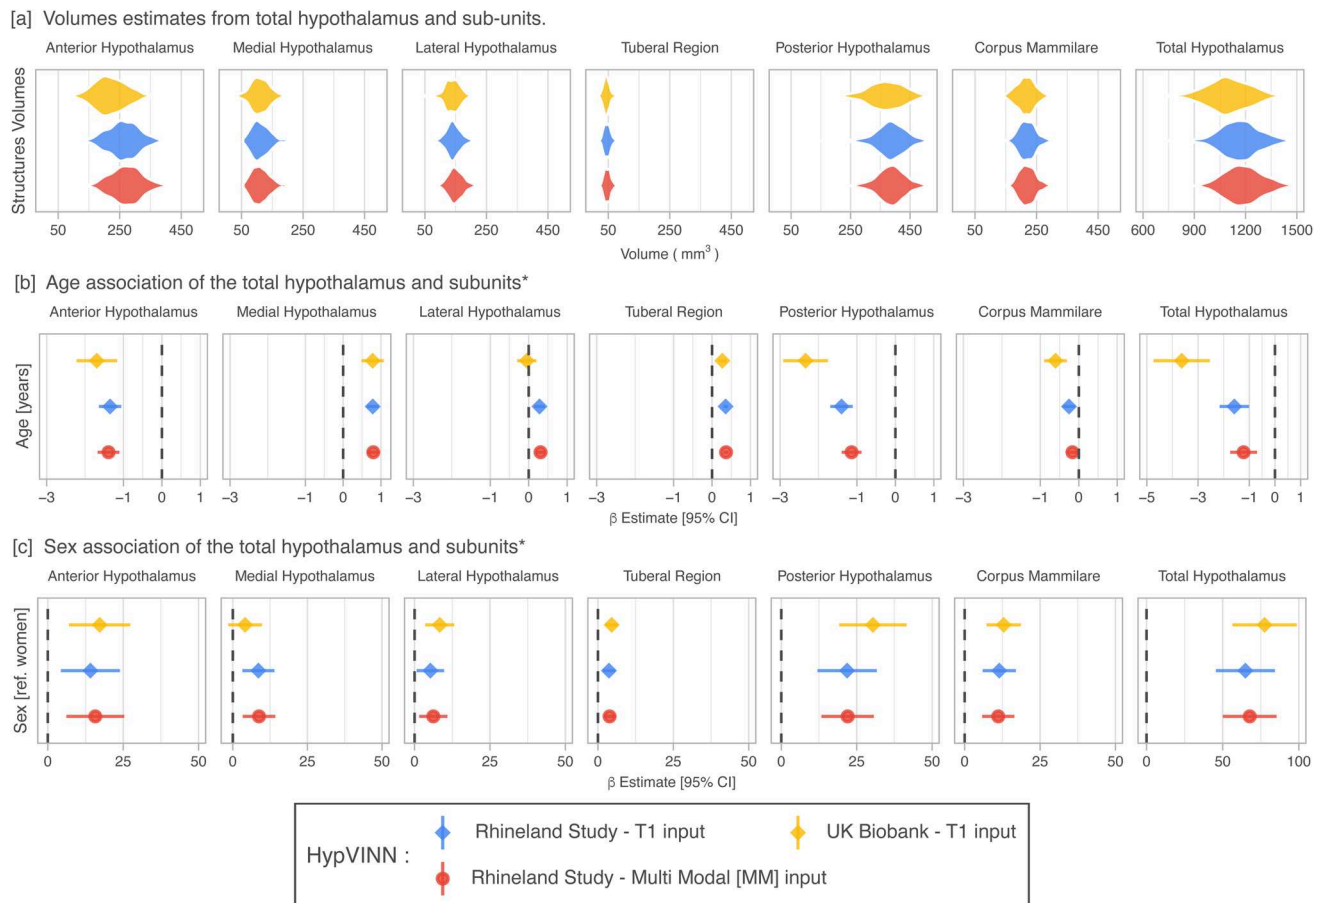 [a] Volumes estimates from total hypothalamus and sub-units.
Anterior Hypothalamus Medial Hypothalamus Lateral Hypothalamus Tuberal Region Posterior Hypothalamus Corpus Mammilare Total Hypothalamus
Structures Volumes
50 250 450 50 250 450 50 250 450 50 250 450 50 250 450 50 250 450 600 900 1200 1500
Volume ( mm³ )
[b] Age association of the total hypothalamus and subunits*
Anterior Hypothalamus Medial Hypothalamus Lateral Hypothalamus Tuberal Region Posterior Hypothalamus Corpus Mammilare Total Hypothalamus
Age [years]
−3 −1 0 1 −3 −1 0 1 −3 −1 0 1 −3 −1 0 1 −3 −1 0 1 −3 −1 0 1 −5 −3 −1 0 1
β Estimate [95% CI]
[c] Sex association of the total hypothalamus and subunits*
Anterior Hypothalamus Medial Hypothalamus Lateral Hypothalamus Tuberal Region Posterior Hypothalamus Corpus Mammilare Total Hypothalamus
Sex [ref. women]
0 25 50 0 25 50 0 25 50 0 25 50 0 25 50 0 25 50 0 50 100
β Estimate [95% CI]
HypVINN :
Rhineland Study - T1 input UK Biobank - T1 input
Rhineland Study - Multi Modal [MM] input